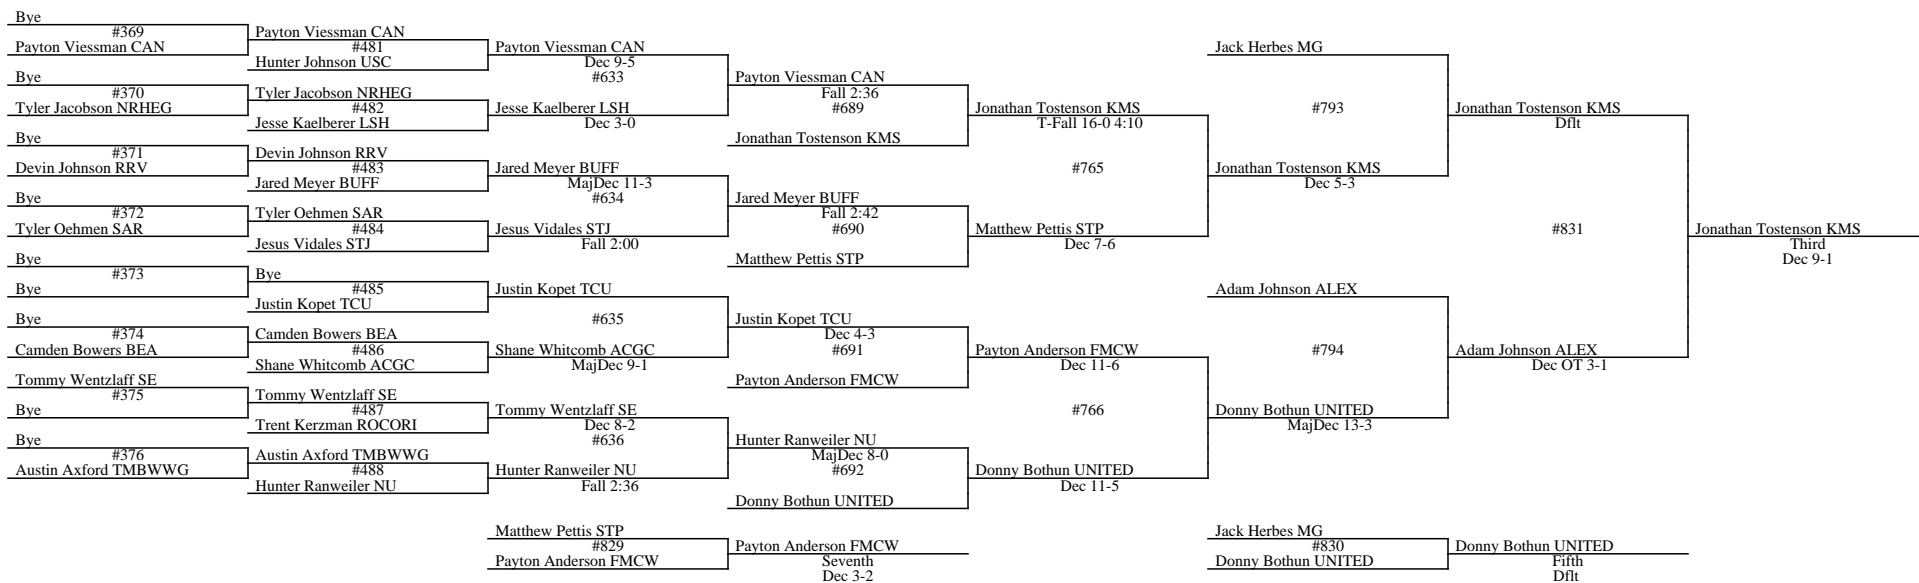 Bye
#369
Payton Viessman CAN
Bye
#370
Tyler Jacobson NRHEG
Bye
#371
Devin Johnson RRV
Bye
#372
Tyler Oehmen SAR
Bye
#373
Bye
Bye
#374
Camden Bowers BEA
Tommy Wentzlaff SE
#375
Bye
Bye
#376
Austin Axford TMBWWG
Payton Viessman CAN
#481
Hunter Johnson USC
Tyler Jacobson NRHEG
#482
Jesse Kaelberer LSH
Devin Johnson RRV
#483
Jared Meyer BUFF
Tyler Oehmen SAR
#484
Jesus Vidales STJ
Bye
#485
Justin Kopet TCU
Camden Bowers BEA
#486
Shane Whitcomb ACGC
Tommy Wentzlaff SE
#487
Trent Kerzman ROCORI
Austin Axford TMBWWG
#488
Hunter Ranweiler NU
Payton Viessman CAN
Dec 9-5
#633
Jesse Kaelberer LSH
Dec 3-0
Jared Meyer BUFF
MajDec 11-3
#634
Jesus Vidales STJ
Fall 2:00
Justin Kopet TCU
#635
Shane Whitcomb ACGC
MajDec 9-1
Tommy Wentzlaff SE
Dec 8-2
#636
Hunter Ranweiler NU
Fall 2:36
Payton Viessman CAN
Fall 2:36
#689
Jonathan Tostenson KMS
Jared Meyer BUFF
Fall 2:42
#690
Matthew Pettis STP
Justin Kopet TCU
Dec 4-3
#691
Payton Anderson FMCW
Hunter Ranweiler NU
MajDec 8-0
#692
Donny Bothun UNITED
Jonathan Tostenson KMS
T-Fall 16-0 4:10
#765
Matthew Pettis STP
Dec 7-6
Payton Anderson FMCW
Dec 11-6
#766
Donny Bothun UNITED
Dec 11-5
Jack Herbes MG
#793
Jonathan Tostenson KMS
Dec 5-3
Adam Johnson ALEX
#794
Donny Bothun UNITED
MajDec 13-3
Jonathan Tostenson KMS
Dflt
#831
Adam Johnson ALEX
Dec OT 3-1
Jonathan Tostenson KMS
Third
Dec 9-1
Matthew Pettis STP
#829
Payton Anderson FMCW
Payton Anderson FMCW
Seventh
Dec 3-2
Jack Herbes MG
#830
Donny Bothun UNITED
Donny Bothun UNITED
Fifth
Dflt